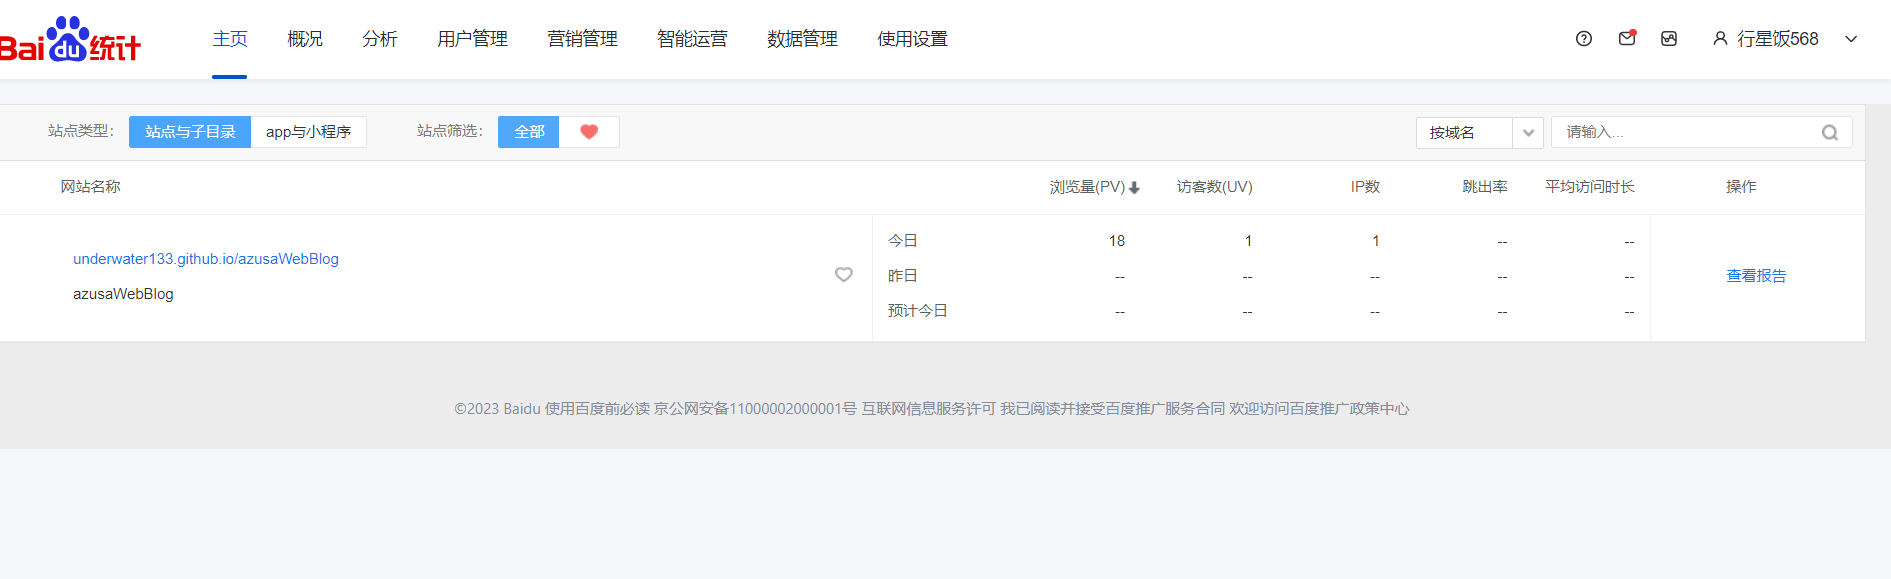 Bai du 统计 主页 概况 分析 用户管理 营销管理 智能运营 数据管理 使用设置 行星饭568
站点类型: 站点与子目录 app与小程序 站点筛选: 全部 按域名 请输入...
网站名称 浏览量(PV) 访客数(UV) IP数 跳出率 平均访问时长 操作
今日 18 1 1 -- --
underwater133.github.io/azusaWebBlog
昨日 -- -- -- -- -- 查看报告
azusaWebBlog
预计今日 -- -- -- -- --
©2023 Baidu 使用百度前必读 京公网安备11000002000001号 互联网信息服务许可 我已阅读并接受百度推广服务合同 欢迎访问百度推广政策中心